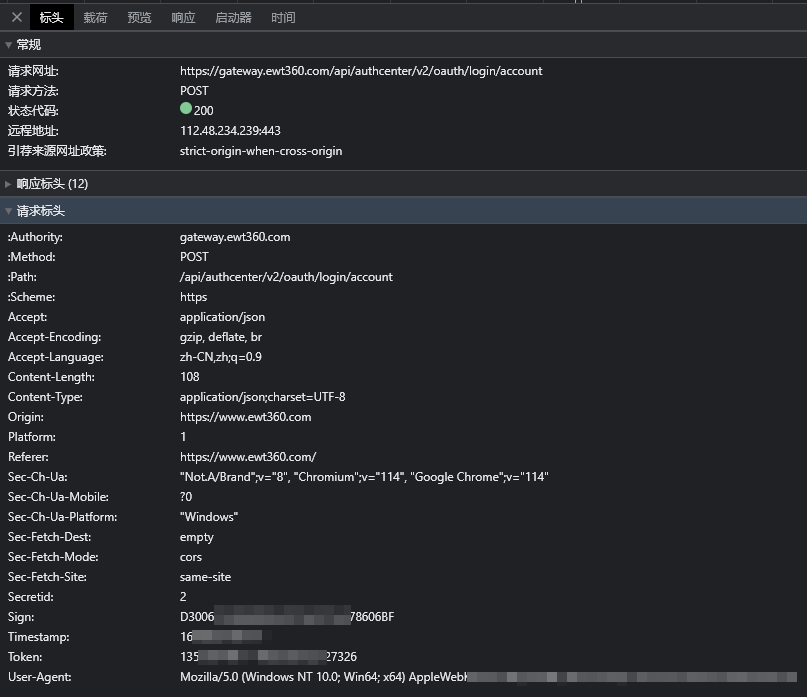 标头 载荷 预览 响应 启动器 时间
常规
请求网址: https://gateway.ewt360.com/api/authcenter/v2/oauth/login/account
请求方法: POST
状态代码: 200
远程地址: 112.48.234.239:443
引荐来源网址政策: strict-origin-when-cross-origin
响应标头 (12)
请求标头
:Authority: gateway.ewt360.com
:Method: POST
:Path: /api/authcenter/v2/oauth/login/account
:Scheme: https
Accept: application/json
Accept-Encoding: gzip, deflate, br
Accept-Language: zh-CN,zh;q=0.9
Content-Length: 108
Content-Type: application/json;charset=UTF-8
Origin: https://www.ewt360.com
Platform: 1
Referer: https://www.ewt360.com/
Sec-Ch-Ua: "Not.A/Brand";v="8", "Chromium";v="114", "Google Chrome";v="114"
Sec-Ch-Ua-Mobile: ?0
Sec-Ch-Ua-Platform: "Windows"
Sec-Fetch-Dest: empty
Sec-Fetch-Mode: cors
Sec-Fetch-Site: same-site
Secretid: 2
Sign: D3006 78606BF
Timestamp: 16
Token: 135 27326
User-Agent: Mozilla/5.0 (Windows NT 10.0; Win64; x64) AppleWebK